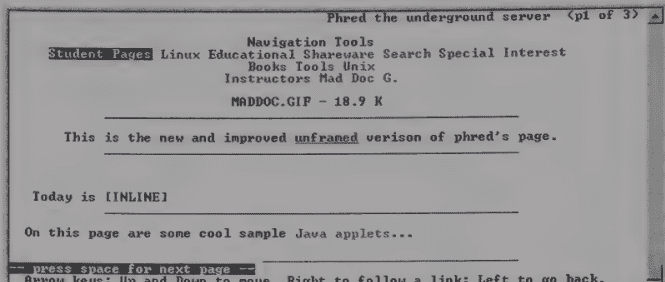 Phred the underground server (p1 of 3)
Navigation Tools
Student Pages Linux Educational Shareware Search Special Interest
Books Tools Unix
Instructors Mad Doc G.
MADDOC.GIF - 18.9 K
This is the new and improved unframed verison of phred's page.
Today is [INLINE]
On this page are some cool sample Java applets...
-- press space for next page --
Arrow keys: Up and Down to move. Right to follow a link; Left to go back.